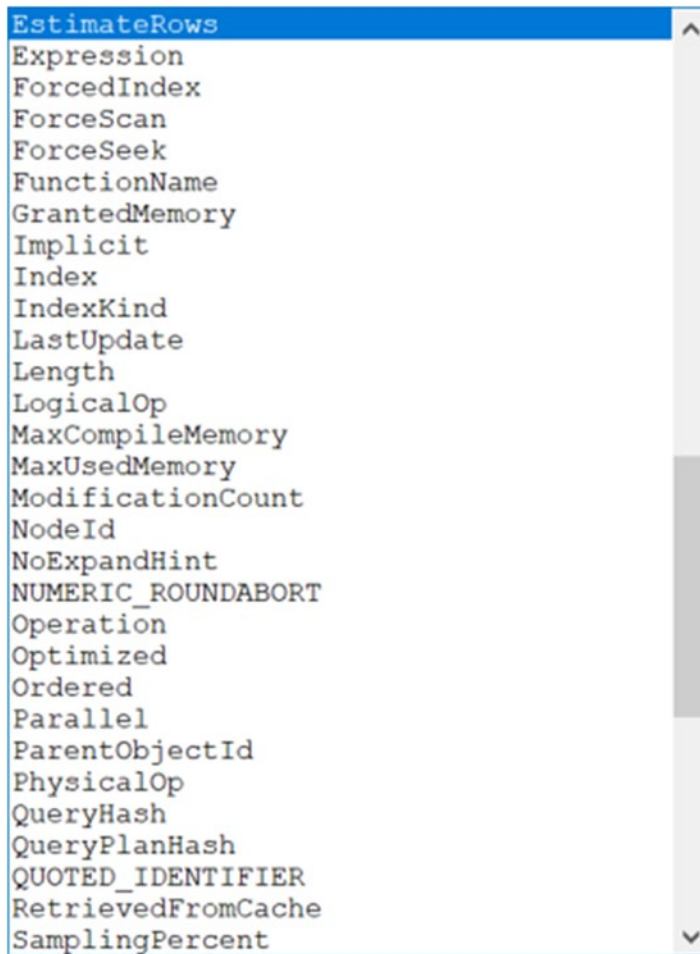 EstimateRows
Expression
ForcedIndex
ForceScan
ForceSeek
FunctionName
GrantedMemory
Implicit
Index
IndexKind
LastUpdate
Length
LogicalOp
MaxCompileMemory
MaxUsedMemory
ModificationCount
NodeId
NoExpandHint
NUMERIC_ROUNDABORT
Operation
Optimized
Ordered
Parallel
ParentObjectId
PhysicalOp
QueryHash
QueryPlanHash
QUOTED_IDENTIFIER
RetrievedFromCache
SamplingPercent